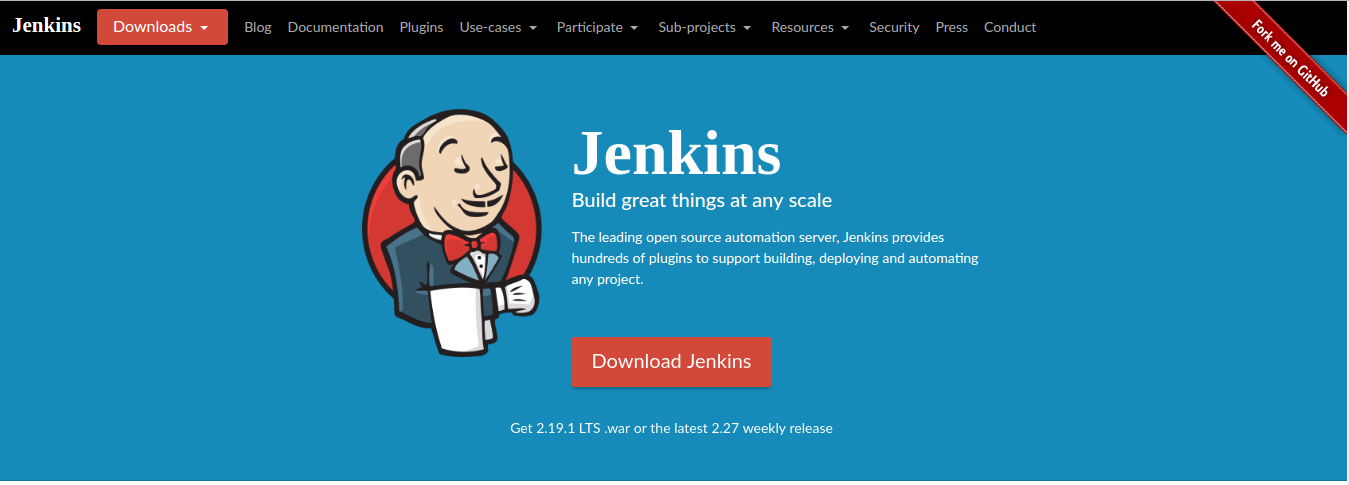 Jenkins Downloads Blog Documentation Plugins Use-cases Participate Sub-projects Resources Security Press Conduct
Fork me on GitHub
Jenkins
Build great things at any scale
The leading open source automation server, Jenkins provides
hundreds of plugins to support building, deploying and automating
any project.
Download Jenkins
Get 2.19.1 LTS .war or the latest 2.27 weekly release